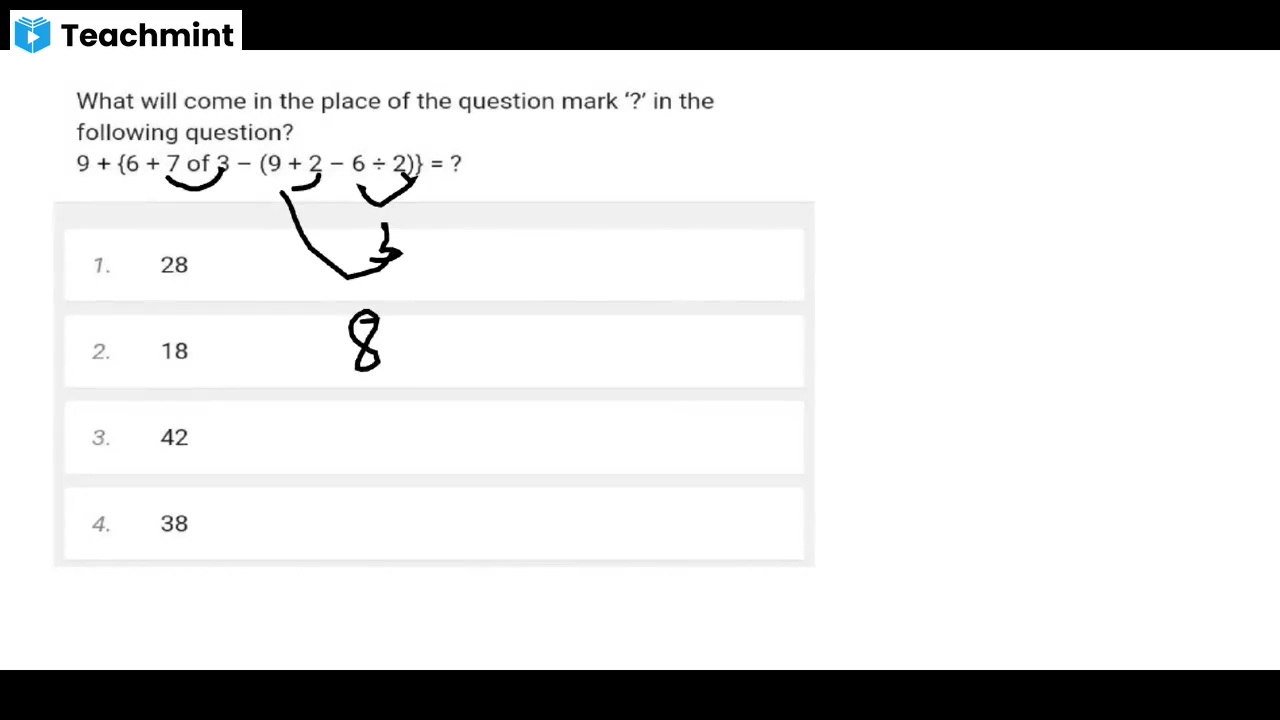 Teachmint
What will come in the place of the question mark ‘?’ in the
following question?
9 + {6 + 7 of 3 − (9 + 2 − 6 ÷ 2)} = ?
3
1. 28
8
2. 18
3. 42
4. 38